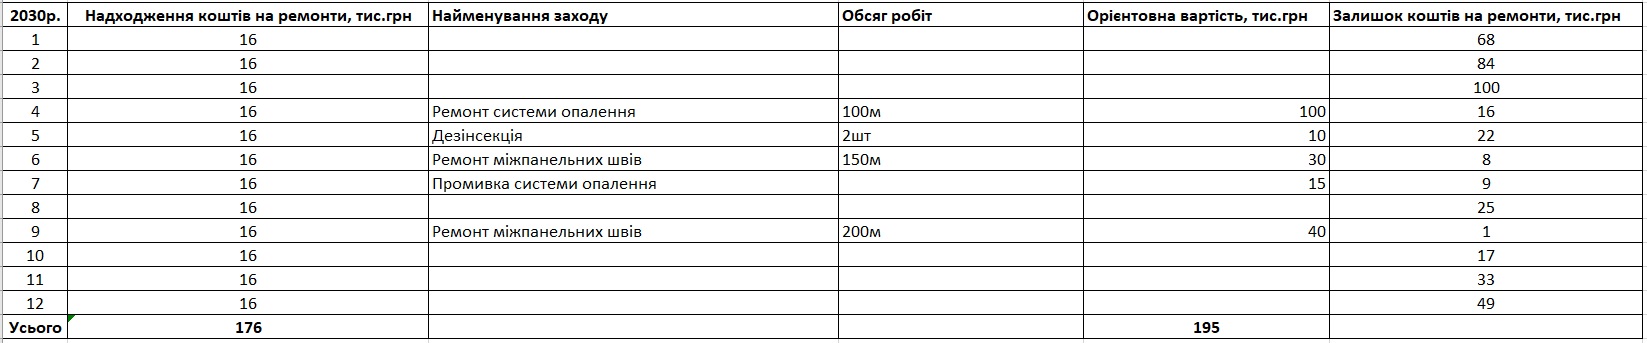 2030р. Надходження коштів на ремонти, тис.грн Найменування заходу Обсяг робіт Орієнтовна вартість, тис.грн Залишок коштів на ремонти, тис.грн
1 16 68
2 16 84
3 16 100
4 16 Ремонт системи опалення 100м 100 16
5 16 Дезінсекція 2шт 10 22
6 16 Ремонт міжпанельних швів 150м 30 8
7 16 Промивка системи опалення 15 9
8 16 25
9 16 Ремонт міжпанельних швів 200м 40 1
10 16 17
11 16 33
12 16 49
Усього 176 195